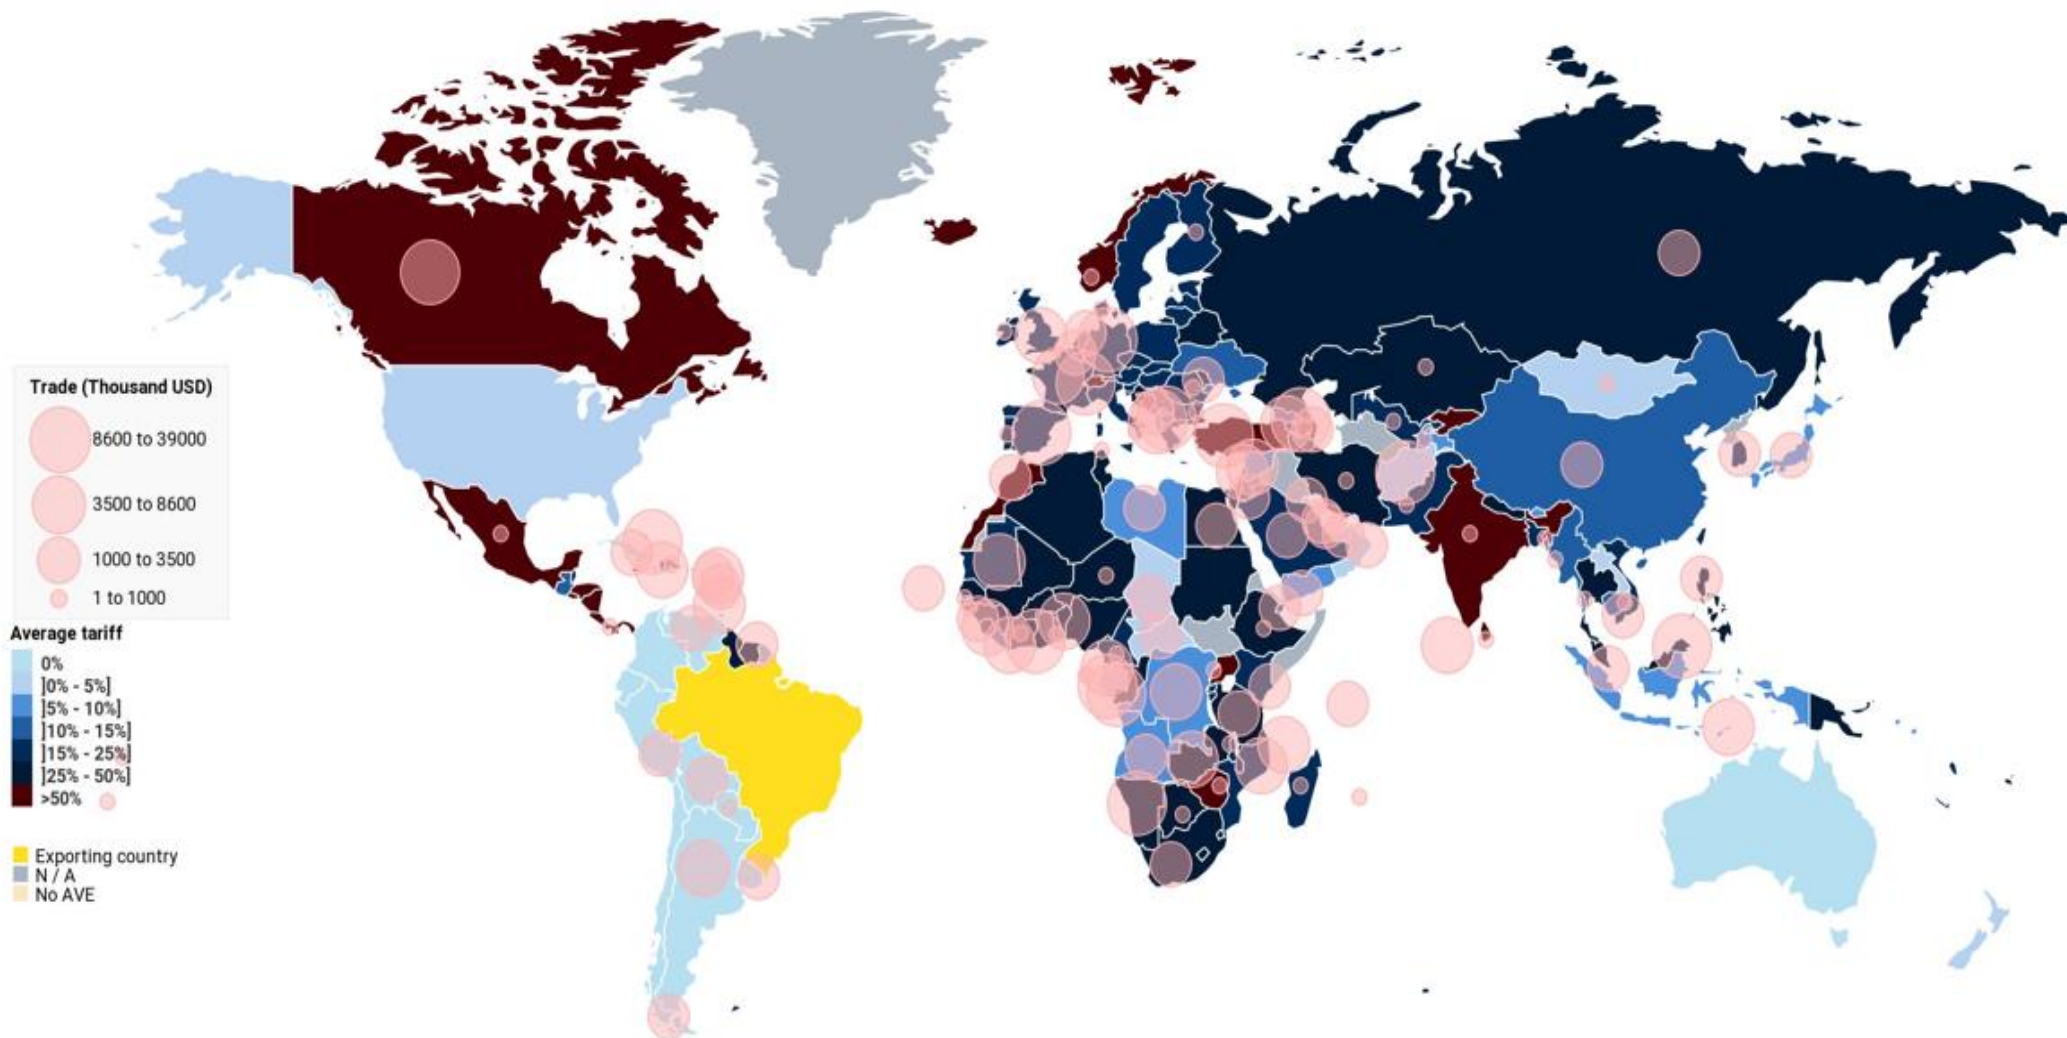 Trade (Thousand USD)
8600 to 39000
3500 to 8600
1000 to 3500
1 to 1000
Average tariff
0%
]0% - 5%]
]5% - 10%]
]10% - 15%]
]15% - 25%]
]25% - 50%]
>50%
Exporting country
N / A
No AVE